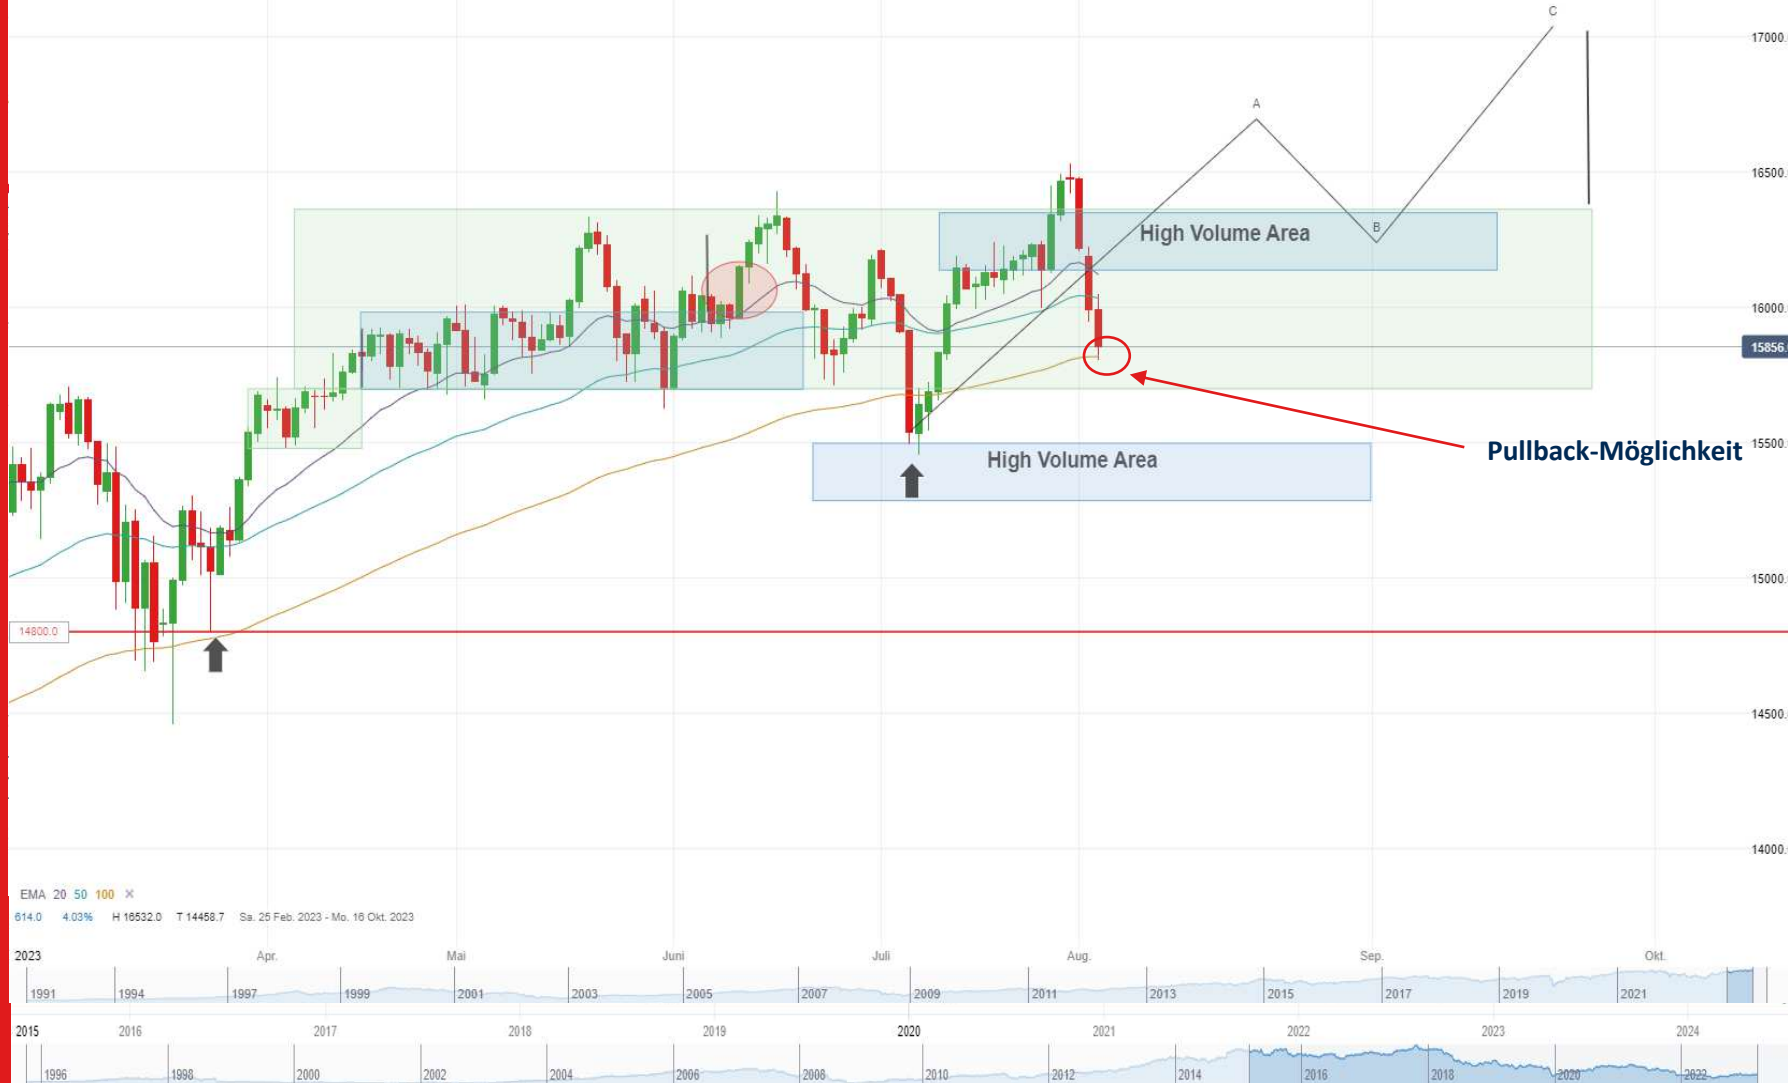 C
17000.
A
16500.
High Volume Area
B
16000.
15856.
Pullback-Möglichkeit
15500.
High Volume Area
15000.
14800.0
14500.
14000.
EMA 20 50 100 ×
614.0 4.03% H 16532.0 T 14458.7 Sa. 25 Feb. 2023 - Mo. 16 Okt. 2023
2023 Apr. Mai Juni Juli Aug. Sep. Okt.
1991 1994 1997 1999 2001 2003 2005 2007 2009 2011 2013 2015 2017 2019 2021
2015 2016 2017 2018 2019 2020 2021 2022 2023 2024
1996 1998 2000 2002 2004 2006 2008 2010 2012 2014 2016 2018 2020 2022